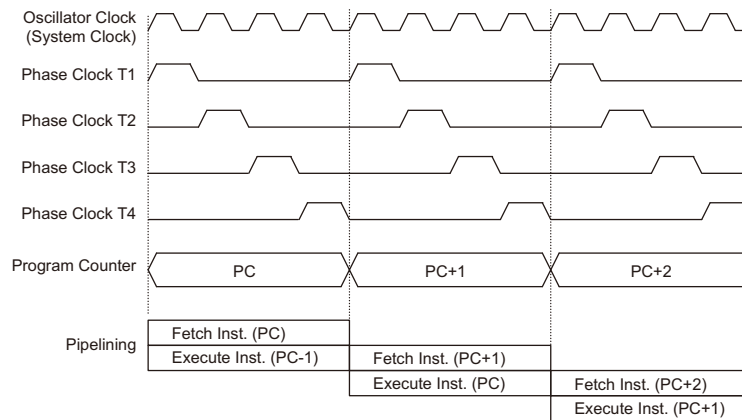 Oscillator Clock
(System Clock)
Phase Clock T1
Phase Clock T2
Phase Clock T3
Phase Clock T4
Program Counter
PC
PC+1
PC+2
Pipelining
Fetch Inst. (PC)
Execute Inst. (PC-1)
Fetch Inst. (PC+1)
Execute Inst. (PC)
Fetch Inst. (PC+2)
Execute Inst. (PC+1)